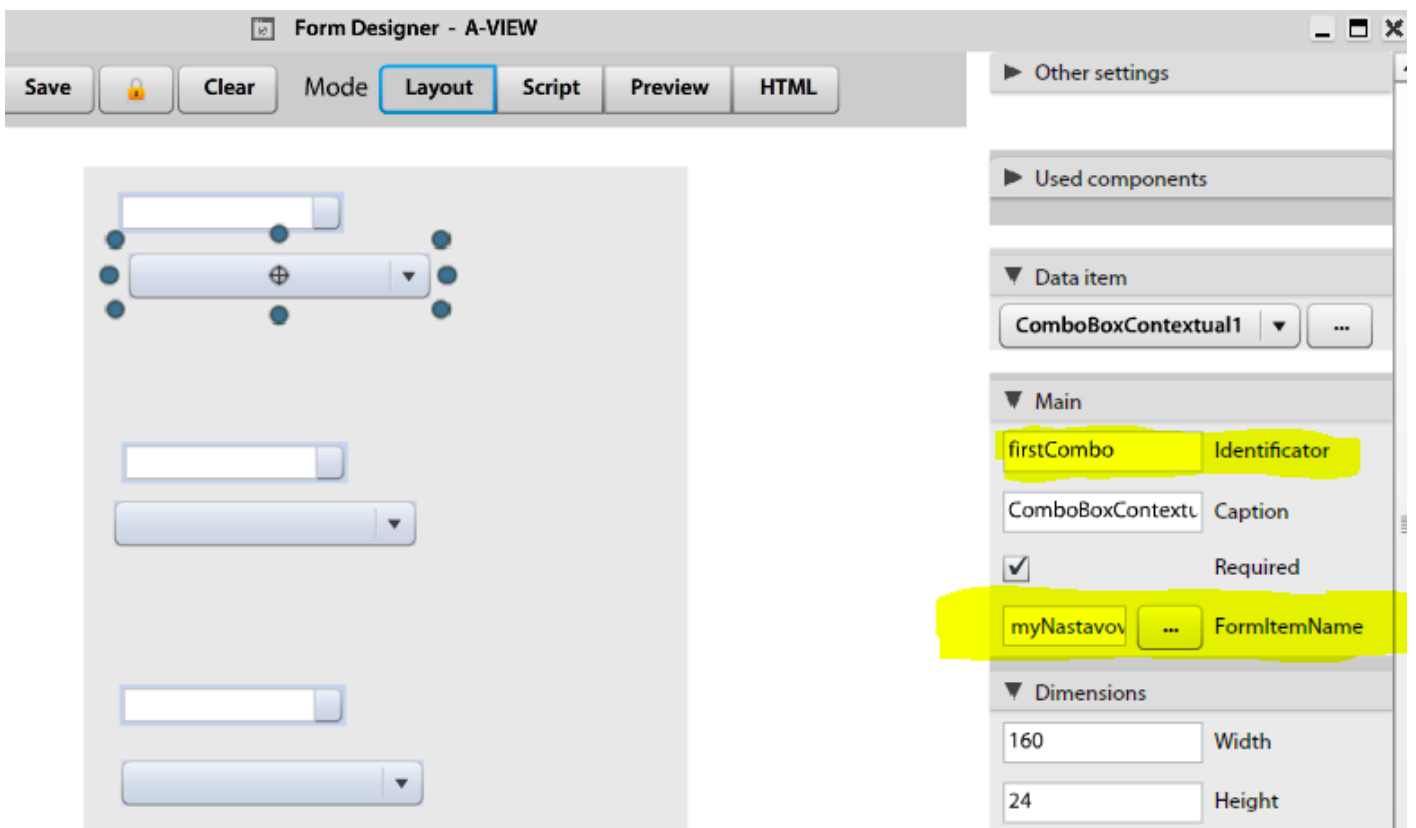 Form Designer - A-VIEW
Save Clear Mode Layout Script Preview HTML
Other settings
Used components
Data item
ComboBoxContextual1 ...
Main
firstCombo Identificator
ComboBoxContextu Caption
Required
myNastavov ... FormItemName
Dimensions
160 Width
24 Height